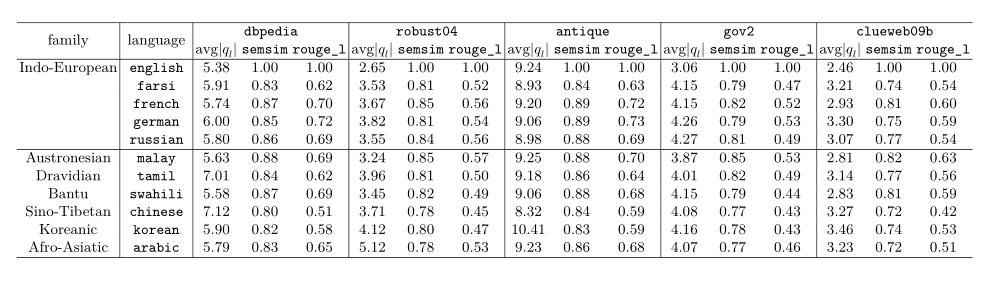 family language dbpedia robust04 antique gov2 clueweb09b
avg|q_l| semsim rouge_l avg|q_l| semsim rouge_l avg|q_l| semsim rouge_l avg|q_l| semsim rouge_l avg|q_l| semsim rouge_l
Indo-European english 5.38 1.00 1.00 2.65 1.00 1.00 9.24 1.00 1.00 3.06 1.00 1.00 2.46 1.00 1.00
farsi 5.91 0.83 0.62 3.53 0.81 0.52 8.93 0.84 0.63 4.15 0.79 0.47 3.21 0.74 0.54
french 5.74 0.87 0.70 3.67 0.85 0.56 9.20 0.89 0.72 4.15 0.82 0.52 2.93 0.81 0.60
german 6.00 0.85 0.72 3.82 0.81 0.54 9.06 0.89 0.73 4.26 0.79 0.53 3.30 0.75 0.59
russian 5.80 0.86 0.69 3.55 0.84 0.56 8.98 0.88 0.69 4.27 0.81 0.49 3.07 0.77 0.54
Austronesian malay 5.63 0.88 0.69 3.24 0.85 0.57 9.25 0.88 0.70 3.87 0.85 0.53 2.81 0.82 0.63
Dravidian tamil 7.01 0.84 0.62 3.96 0.81 0.50 9.18 0.86 0.64 4.01 0.82 0.49 3.14 0.77 0.56
Bantu swahili 5.58 0.87 0.69 3.45 0.82 0.49 9.06 0.88 0.68 4.15 0.79 0.44 2.83 0.81 0.59
Sino-Tibetan chinese 7.12 0.80 0.51 3.71 0.78 0.45 8.32 0.84 0.59 4.08 0.77 0.43 3.27 0.72 0.42
Koreanic korean 5.90 0.82 0.58 4.12 0.80 0.47 10.41 0.83 0.59 4.16 0.78 0.43 3.46 0.74 0.53
Afro-Asiatic arabic 5.79 0.83 0.65 5.12 0.78 0.53 9.23 0.86 0.68 4.07 0.77 0.46 3.23 0.72 0.51